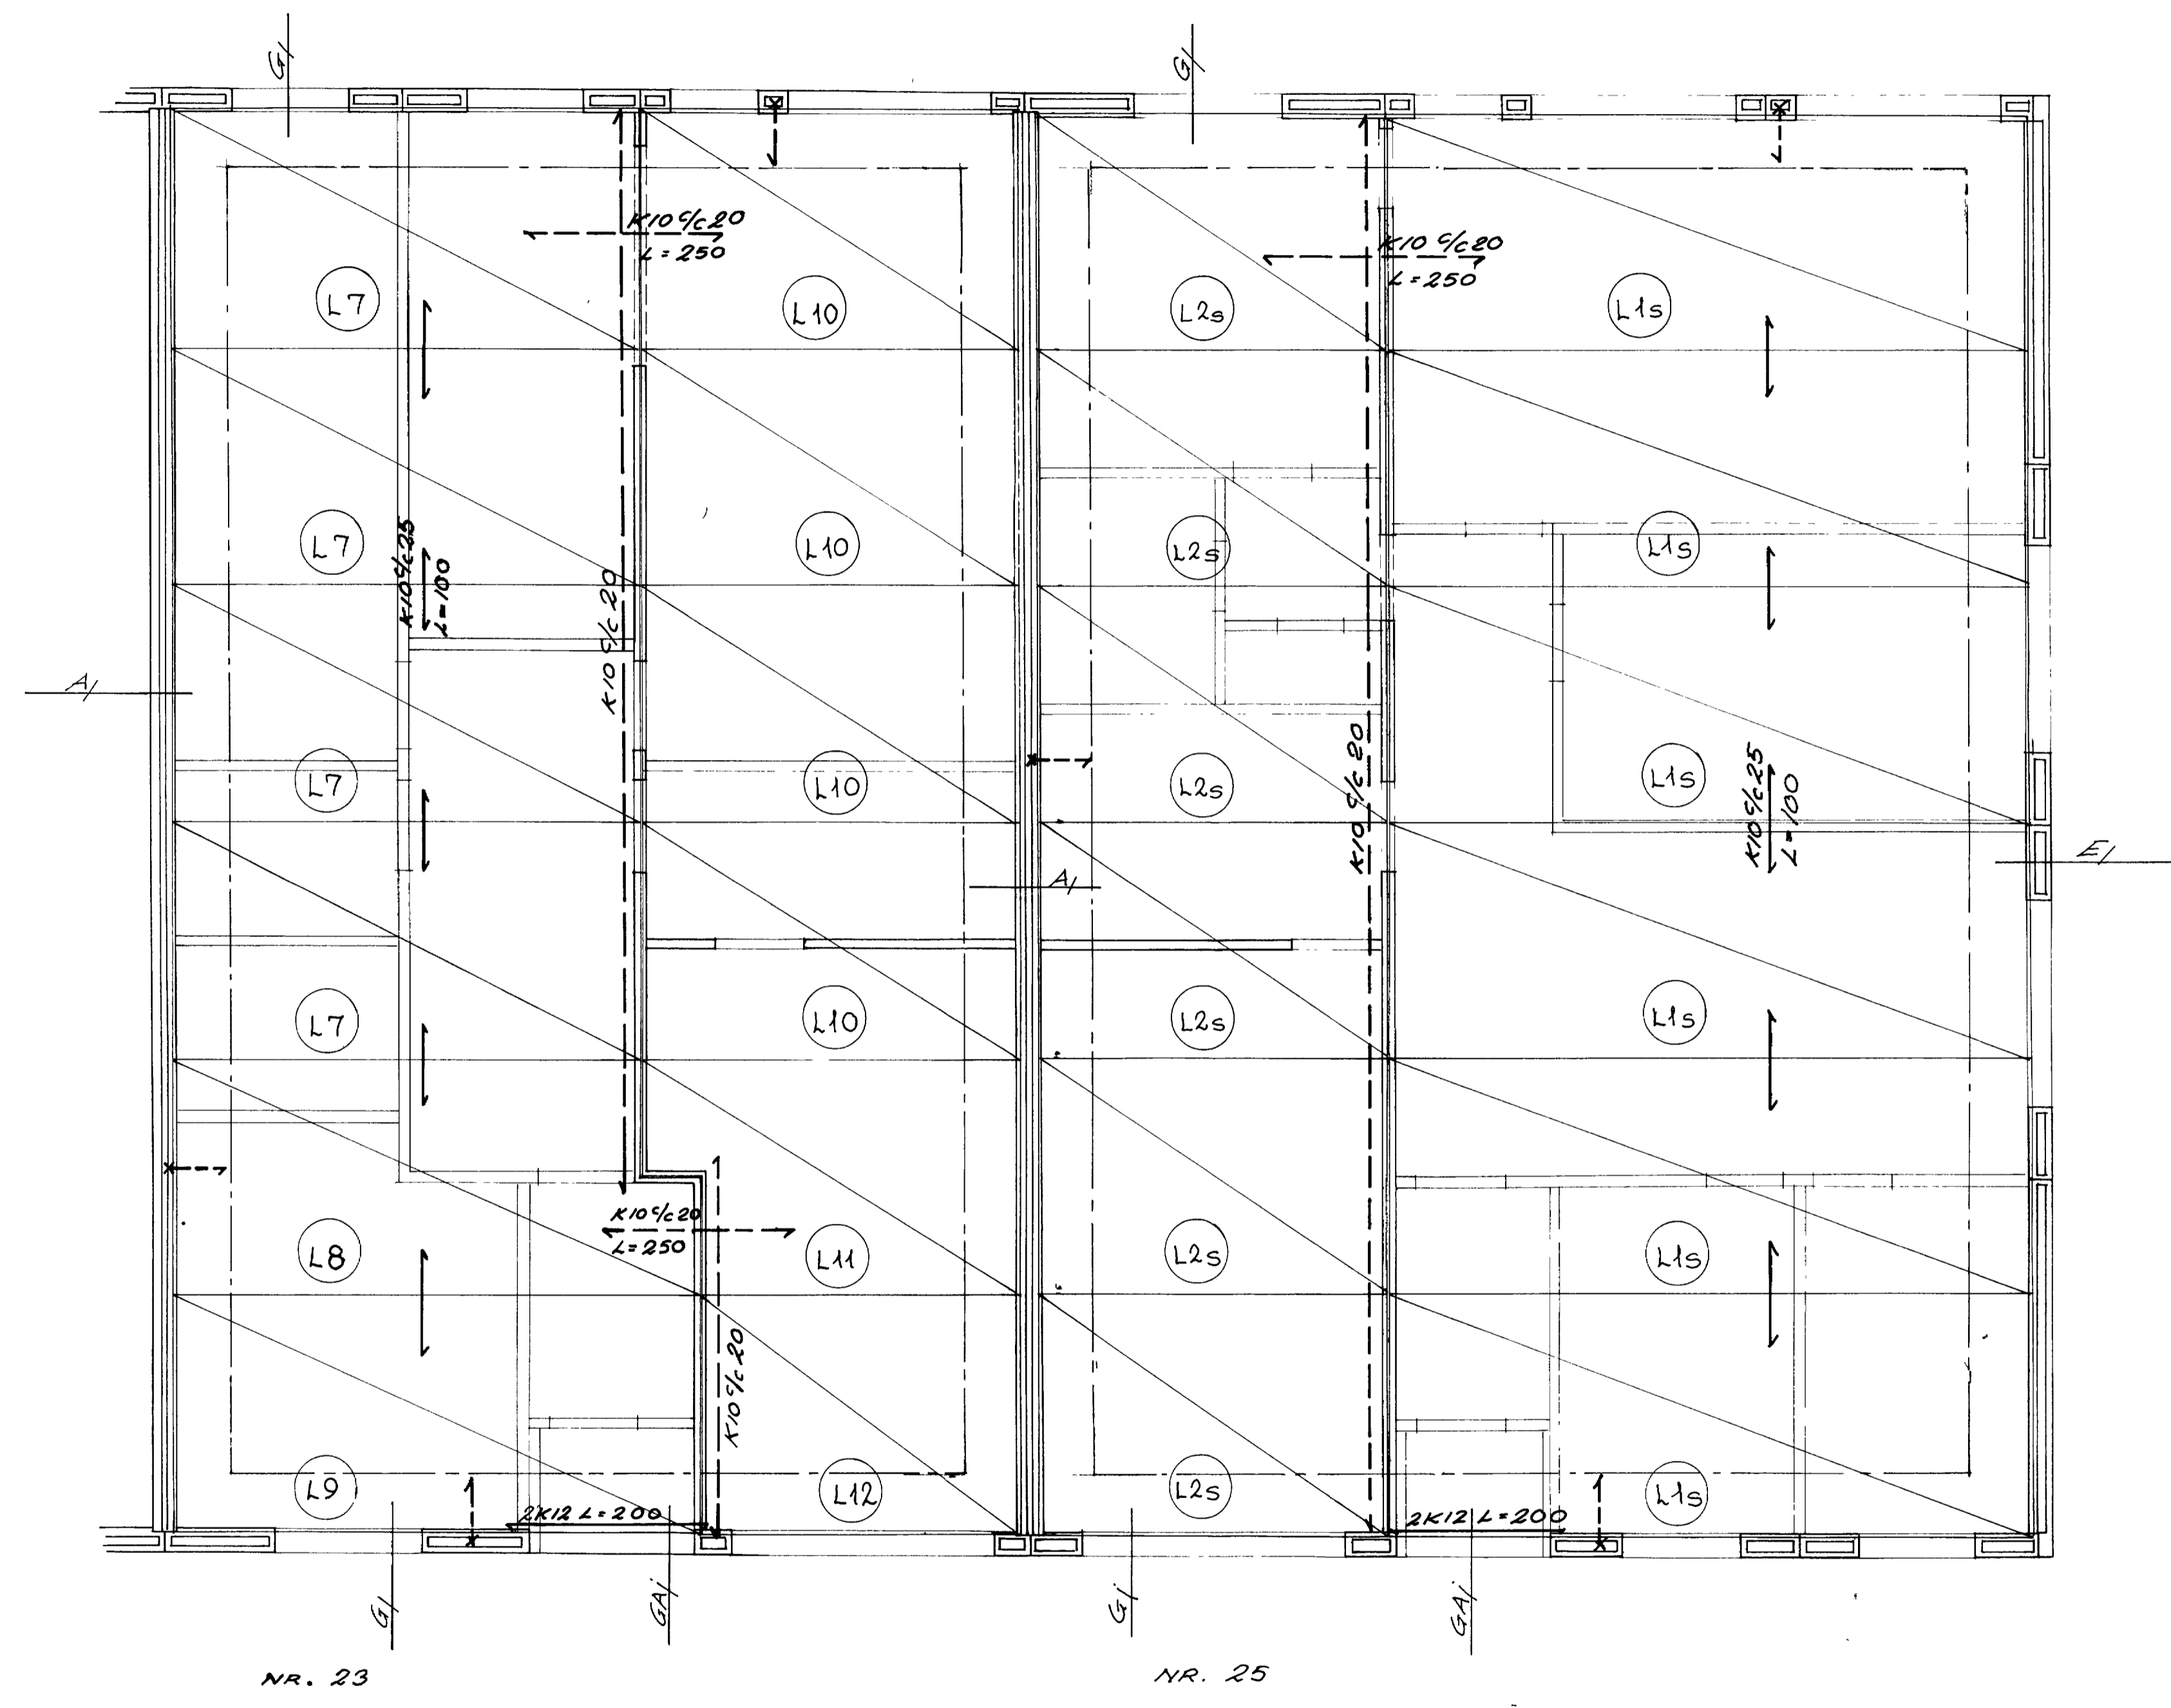 G/
G/
K10 c/c 20
L=250
K10 c/c 20
L=250
L7
L10
L2s
L1s
L7
L10
L2s
L1s
K10 c/c 25
L=100
K10 c/c 20
A/
L7
L10
L2s
L1s
K10 c/c 20
K10 c/c 25
L=100
E/
A/
L7
L10
L2s
L1s
K10 c/c 20
L=250
L8
L11
L2s
L1s
K10 c/c 20
L9
L12
L2s
L1s
2K12 L=200
2K12 L=200
G/
GA/
G/
GA/
NR. 23
NR. 25